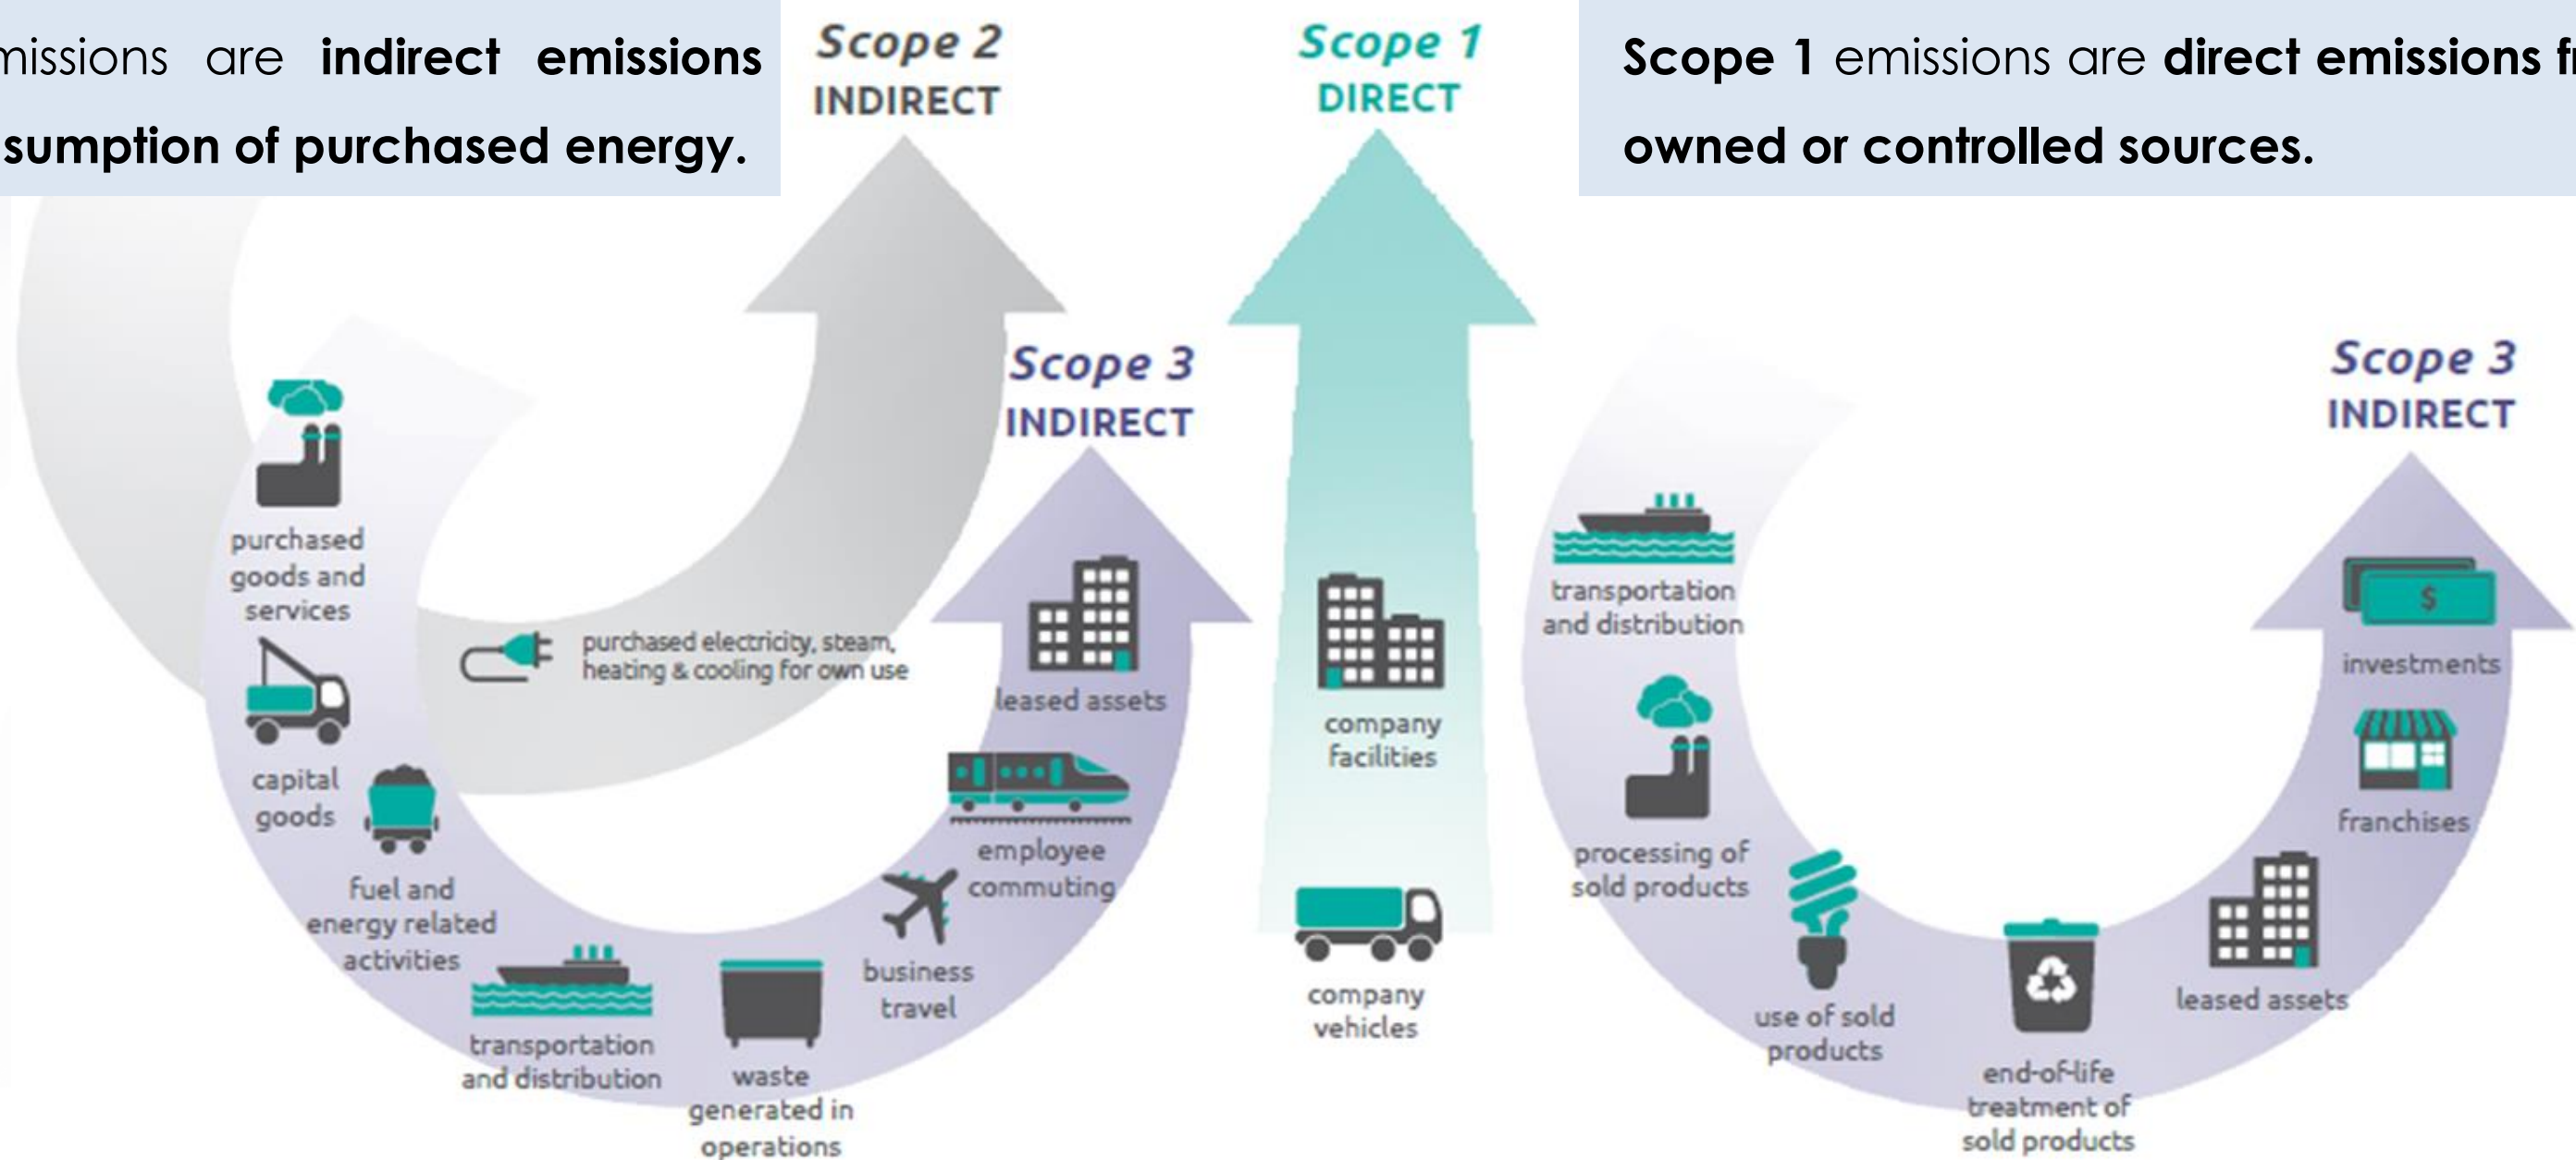 missions are indirect emissions
sumption of purchased energy.
Scope 2
INDIRECT
Scope 1
DIRECT
Scope 1 emissions are direct emissions fr
owned or controlled sources.
Scope 3
INDIRECT
Scope 3
INDIRECT
purchased
goods and
services
capital
goods
fuel and
energy related
activities
transportation
and distribution
waste
generated in
operations
business
travel
employee
commuting
leased assets
purchased electricity, steam,
heating & cooling for own use
company
facilities
company
vehicles
transportation
and distribution
processing of
sold products
use of sold
products
end-of-life
treatment of
sold products
leased assets
franchises
investments
$